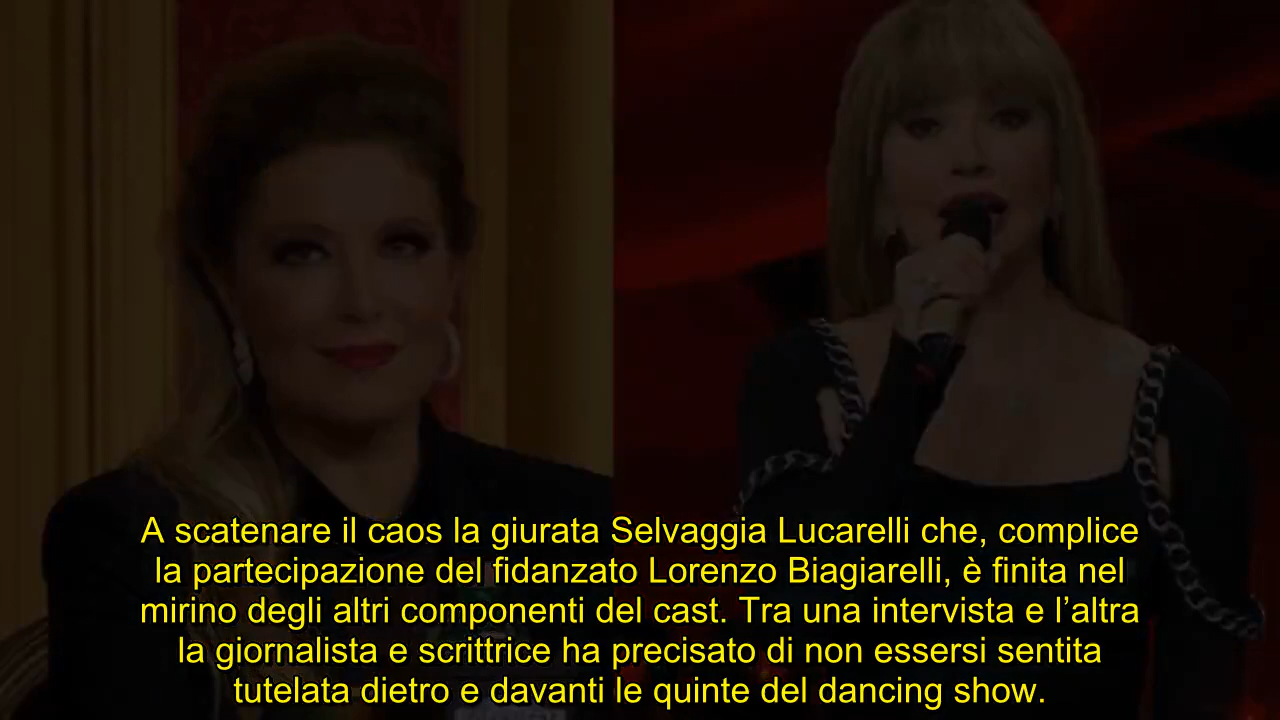 A scatenare il caos la giurata Selvaggia Lucarelli che, complice
la partecipazione del fidanzato Lorenzo Biagiarelli, è finita nel
mirino degli altri componenti del cast. Tra una intervista e l’altra
la giornalista e scrittrice ha precisato di non essersi sentita
tutelata dietro e davanti le quinte del dancing show.